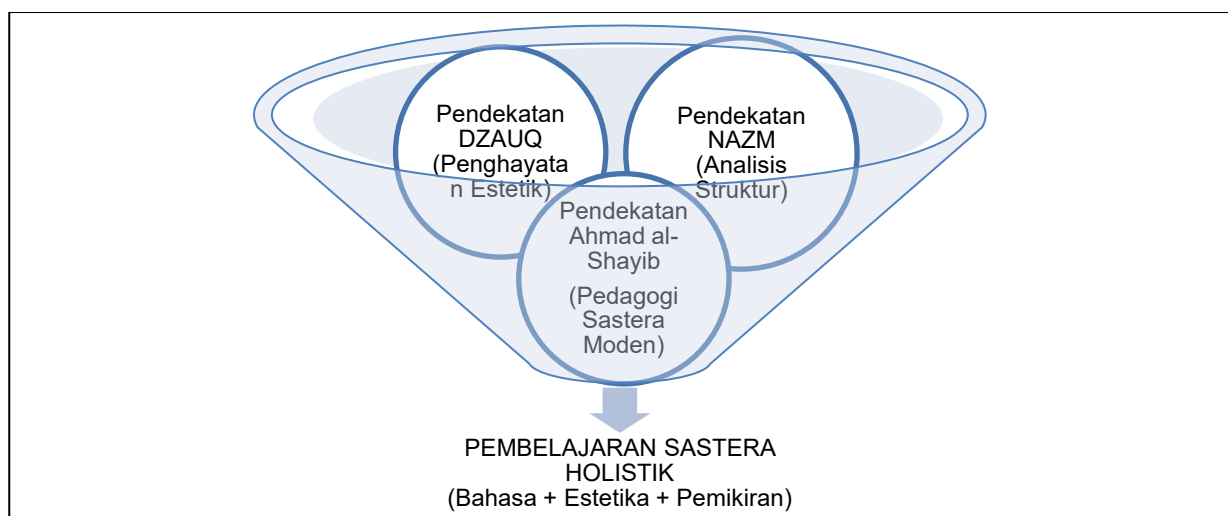 Pendekatan
DZAUQ
(Penghayata
n Estetik)
Pendekatan
NAZM
(Analisis
Struktur)
Pendekatan
Ahmad al-
Shayib
(Pedagogi
Sastera
Moden)
PEMBELAJARAN SASTERA
HOLISTIK
(Bahasa + Estetika + Pemikiran)